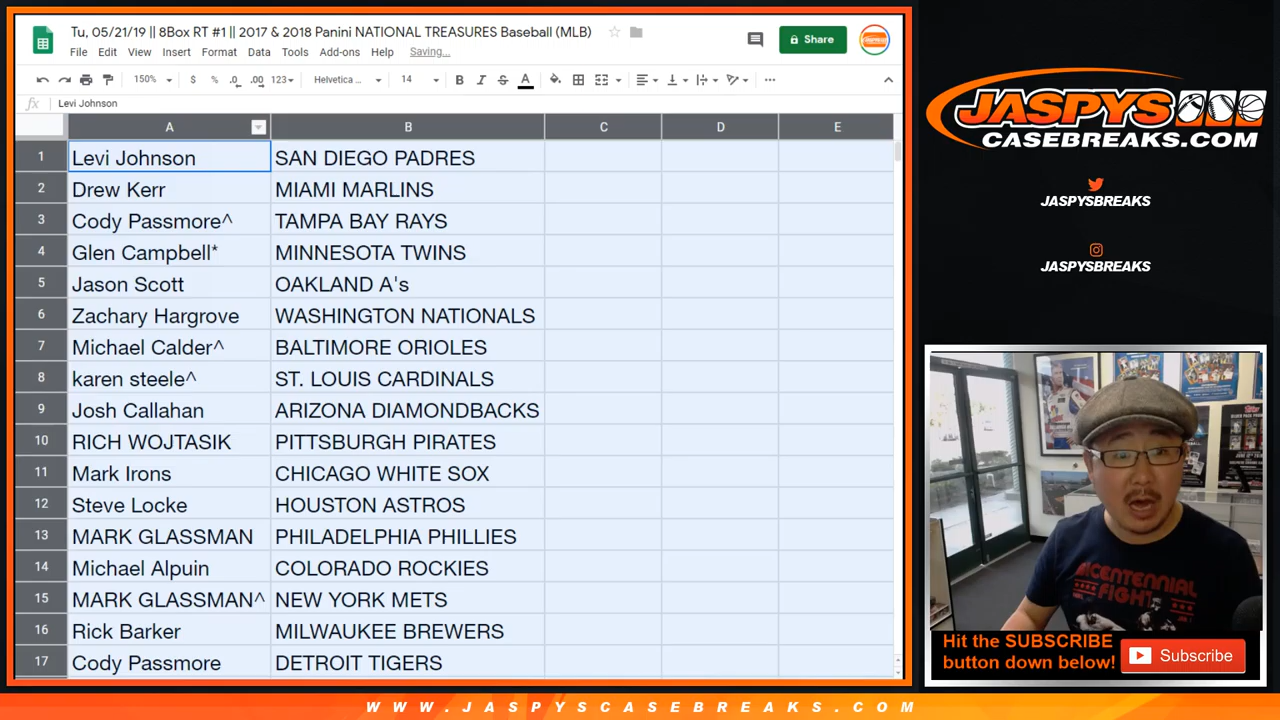 Tu, 05/21/19 || 8Box RT #1 || 2017 & 2018 Panini NATIONAL TREASURES Baseball (MLB)
File Edit View Insert Format Data Tools Add-ons Help Saving...
Share
150% $ % .0 .00 123 Helvetica ... 14 B I S A
fx Levi Johnson
A B C D E
1 Levi Johnson SAN DIEGO PADRES
2 Drew Kerr MIAMI MARLINS
3 Cody Passmore^ TAMPA BAY RAYS
4 Glen Campbell* MINNESOTA TWINS
5 Jason Scott OAKLAND A's
6 Zachary Hargrove WASHINGTON NATIONALS
7 Michael Calder^ BALTIMORE ORIOLES
8 karen steele^ ST. LOUIS CARDINALS
9 Josh Callahan ARIZONA DIAMONDBACKS
10 RICH WOJTASIK PITTSBURGH PIRATES
11 Mark Irons CHICAGO WHITE SOX
12 Steve Locke HOUSTON ASTROS
13 MARK GLASSMAN PHILADELPHIA PHILLIES
14 Michael Alpuin COLORADO ROCKIES
15 MARK GLASSMAN^ NEW YORK METS
16 Rick Barker MILWAUKEE BREWERS
17 Cody Passmore DETROIT TIGERS
JASPYS
CASEBREAKS.COM
JASPYSBREAKS
JASPYSBREAKS
BICENTENNIAL
FIGHT
Hit the SUBSCRIBE
button down below!
Subscribe
WWW.JASPYSCASEBREAKS.COM